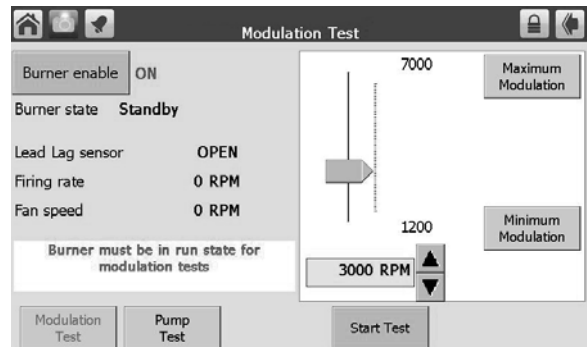 Modulation Test
Burner enable ON
Burner state Standby
Lead Lag sensor OPEN
Firing rate 0 RPM
Fan speed 0 RPM
Burner must be in run state for
modulation tests
7000
1200
3000 RPM
Maximum
Modulation
Minimum
Modulation
Modulation
Test
Pump
Test
Start Test